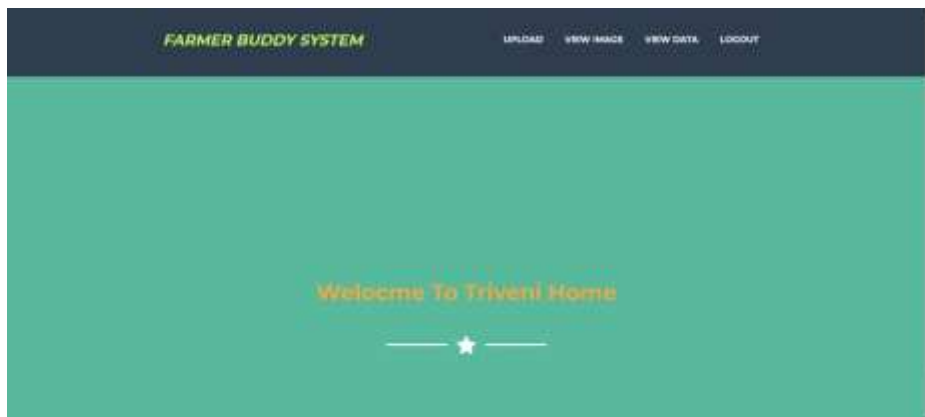 FARMER BUDDY SYSTEM
UPLOAD VIEW IMAGE VIEW DATA LOGOUT
Welocme To Triveni Home